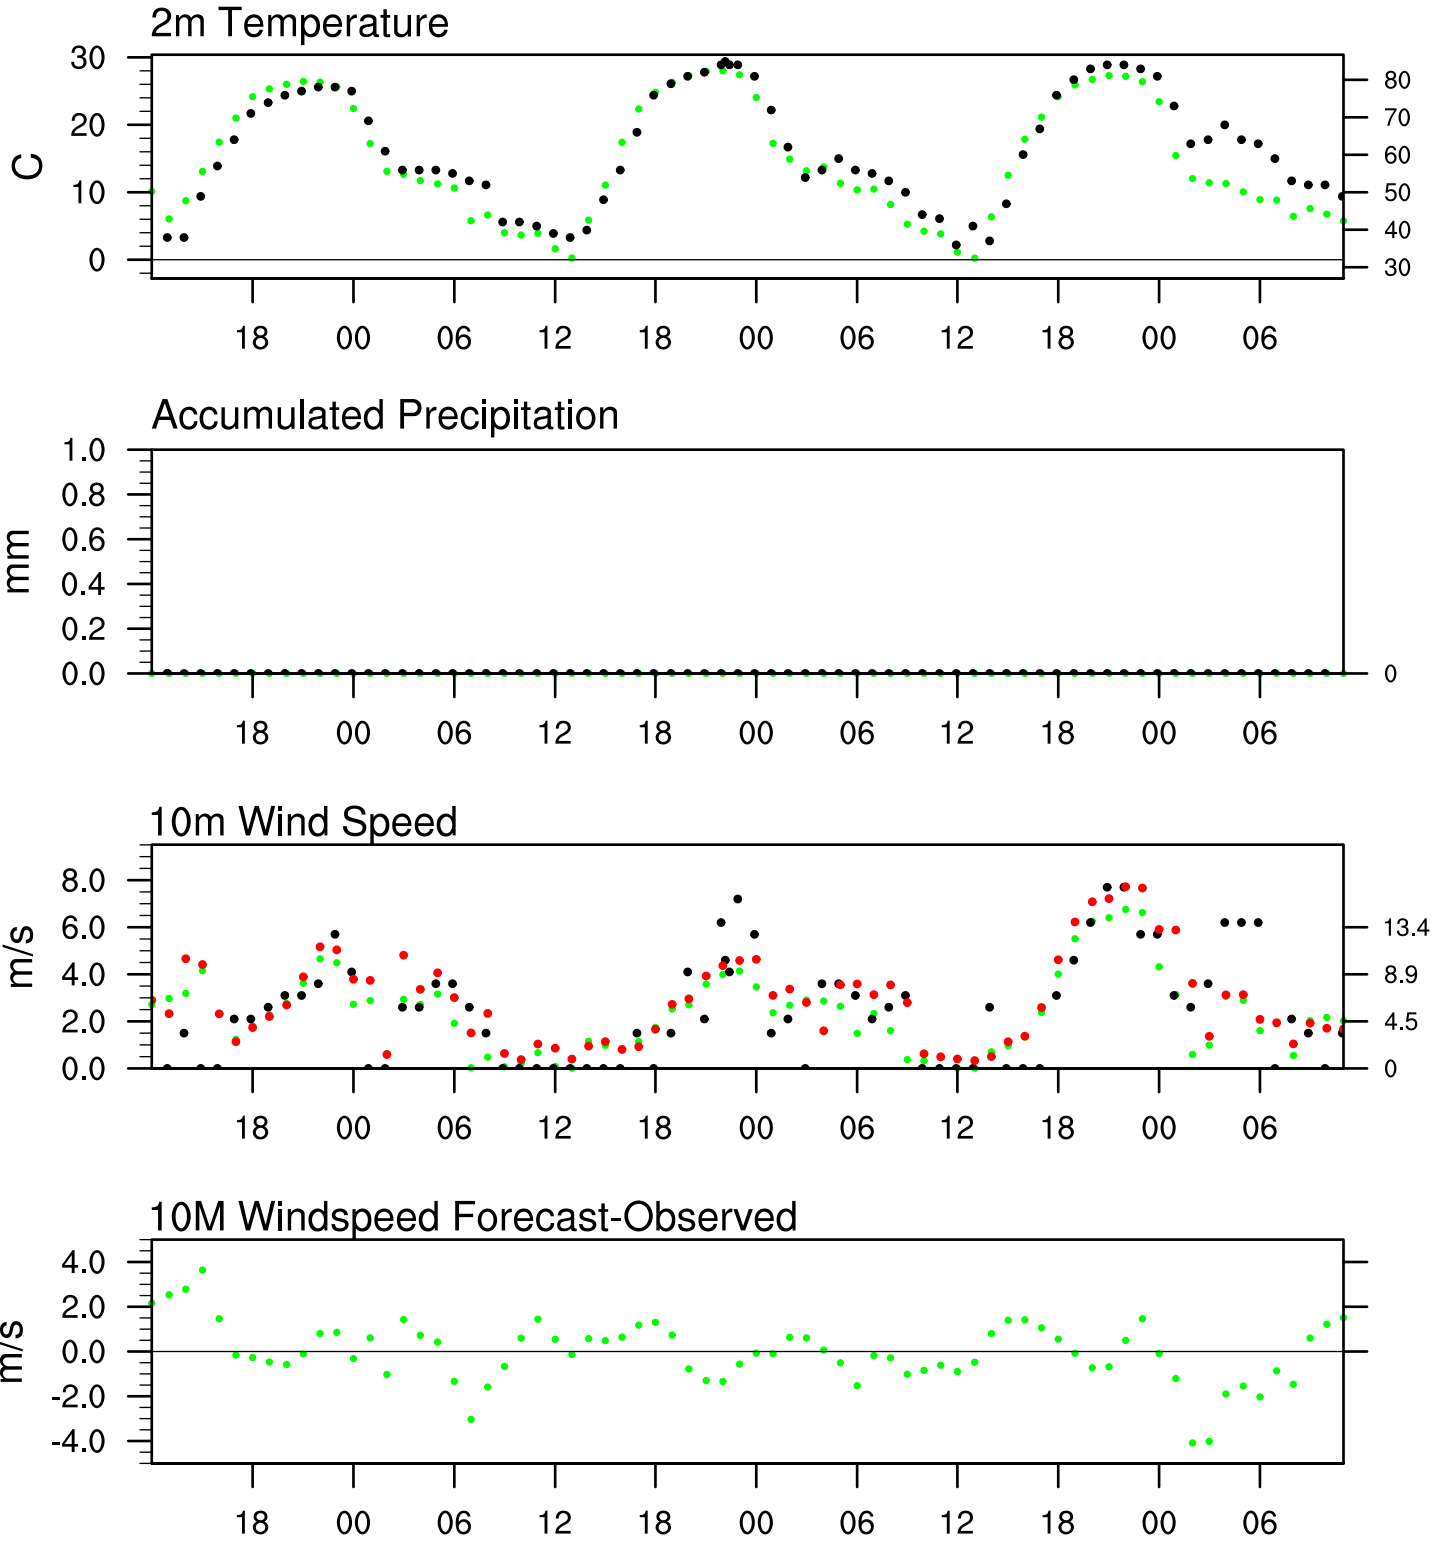 2m Temperature
30
20
10
0
C
80
70
60
50
40
30
18 00 06 12 18 00 06 12 18 00 06
Accumulated Precipitation
1.0
0.8
0.6
0.4
0.2
0.0
mm
0
18 00 06 12 18 00 06 12 18 00 06
10m Wind Speed
8.0
6.0
4.0
2.0
0.0
m/s
13.4
8.9
4.5
0
18 00 06 12 18 00 06 12 18 00 06
10M Windspeed Forecast-Observed
4.0
2.0
0.0
-2.0
-4.0
m/s
18 00 06 12 18 00 06 12 18 00 06